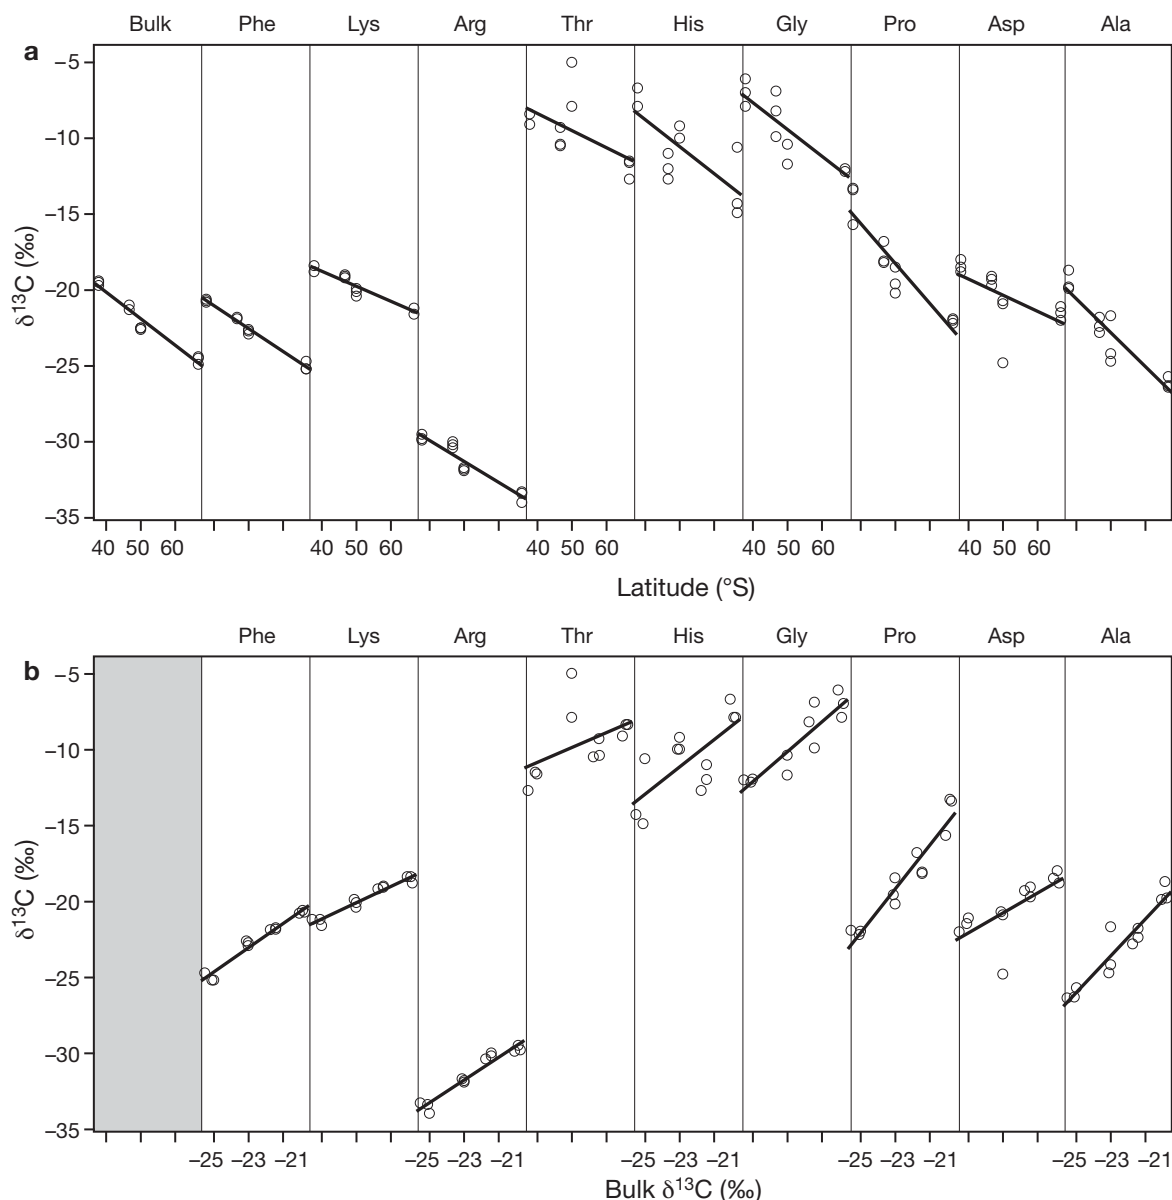 Bulk Phe Lys Arg Thr His Gly Pro Asp Ala
a
−5
−10
−15
−20
−25
−30
−35
δ¹³C (‰)
40 50 60 40 50 60 40 50 60 40 50 60
Latitude (°S)
Phe Lys Arg Thr His Gly Pro Asp Ala
b
−5
−10
−15
−20
−25
−30
−35
δ¹³C (‰)
−25 −23 −21 −25 −23 −21 −25 −23 −21 −25 −23 −21 −25 −21
Bulk δ¹³C (‰)